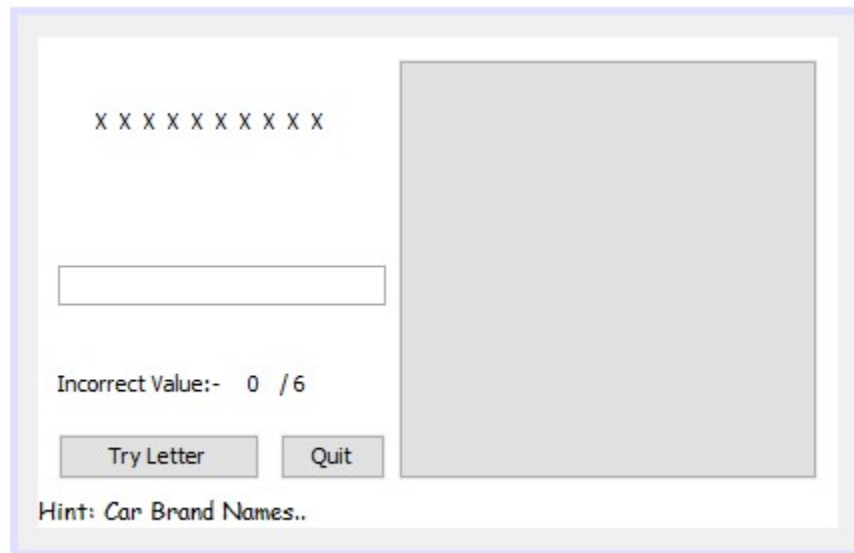 X X X X X X X X X X
Incorrect Value:- 0 / 6
Try Letter Quit
Hint: Car Brand Names..